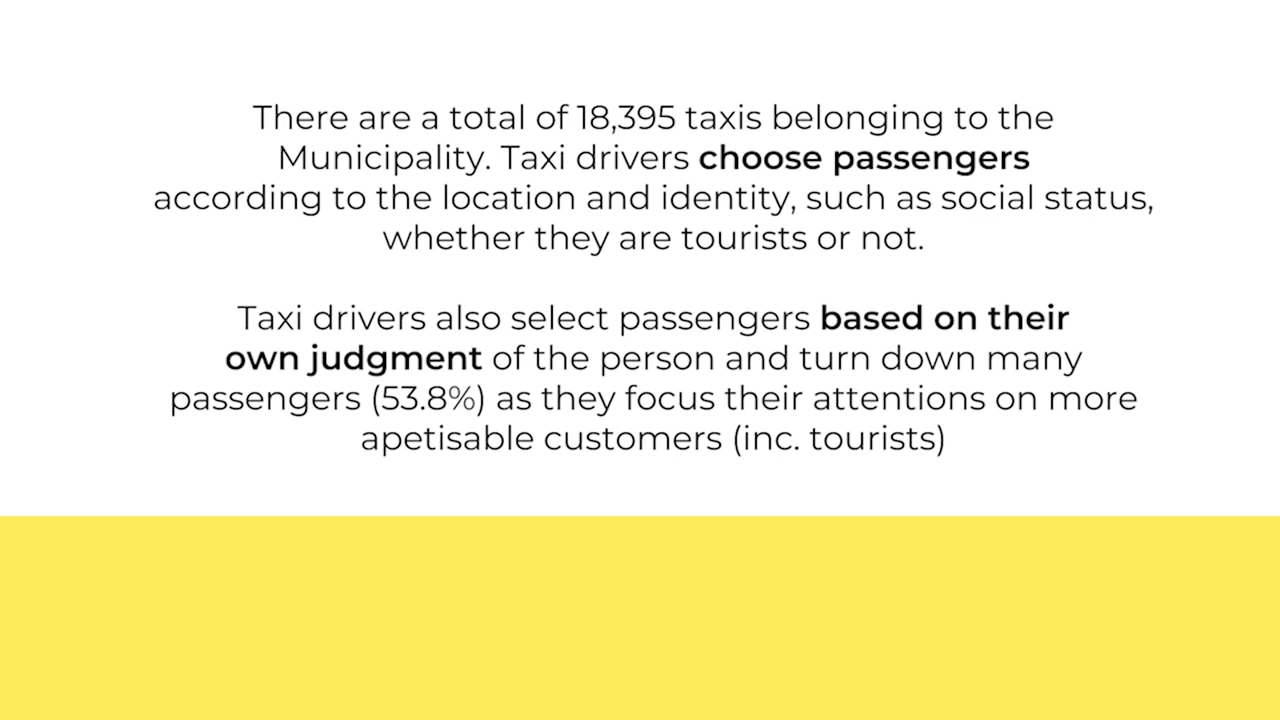 There are a total of 18,395 taxis belonging to the
Municipality. Taxi drivers choose passengers
according to the location and identity, such as social status,
whether they are tourists or not.
Taxi drivers also select passengers based on their
own judgment of the person and turn down many
passengers (53.8%) as they focus their attentions on more
apetisable customers (inc. tourists)